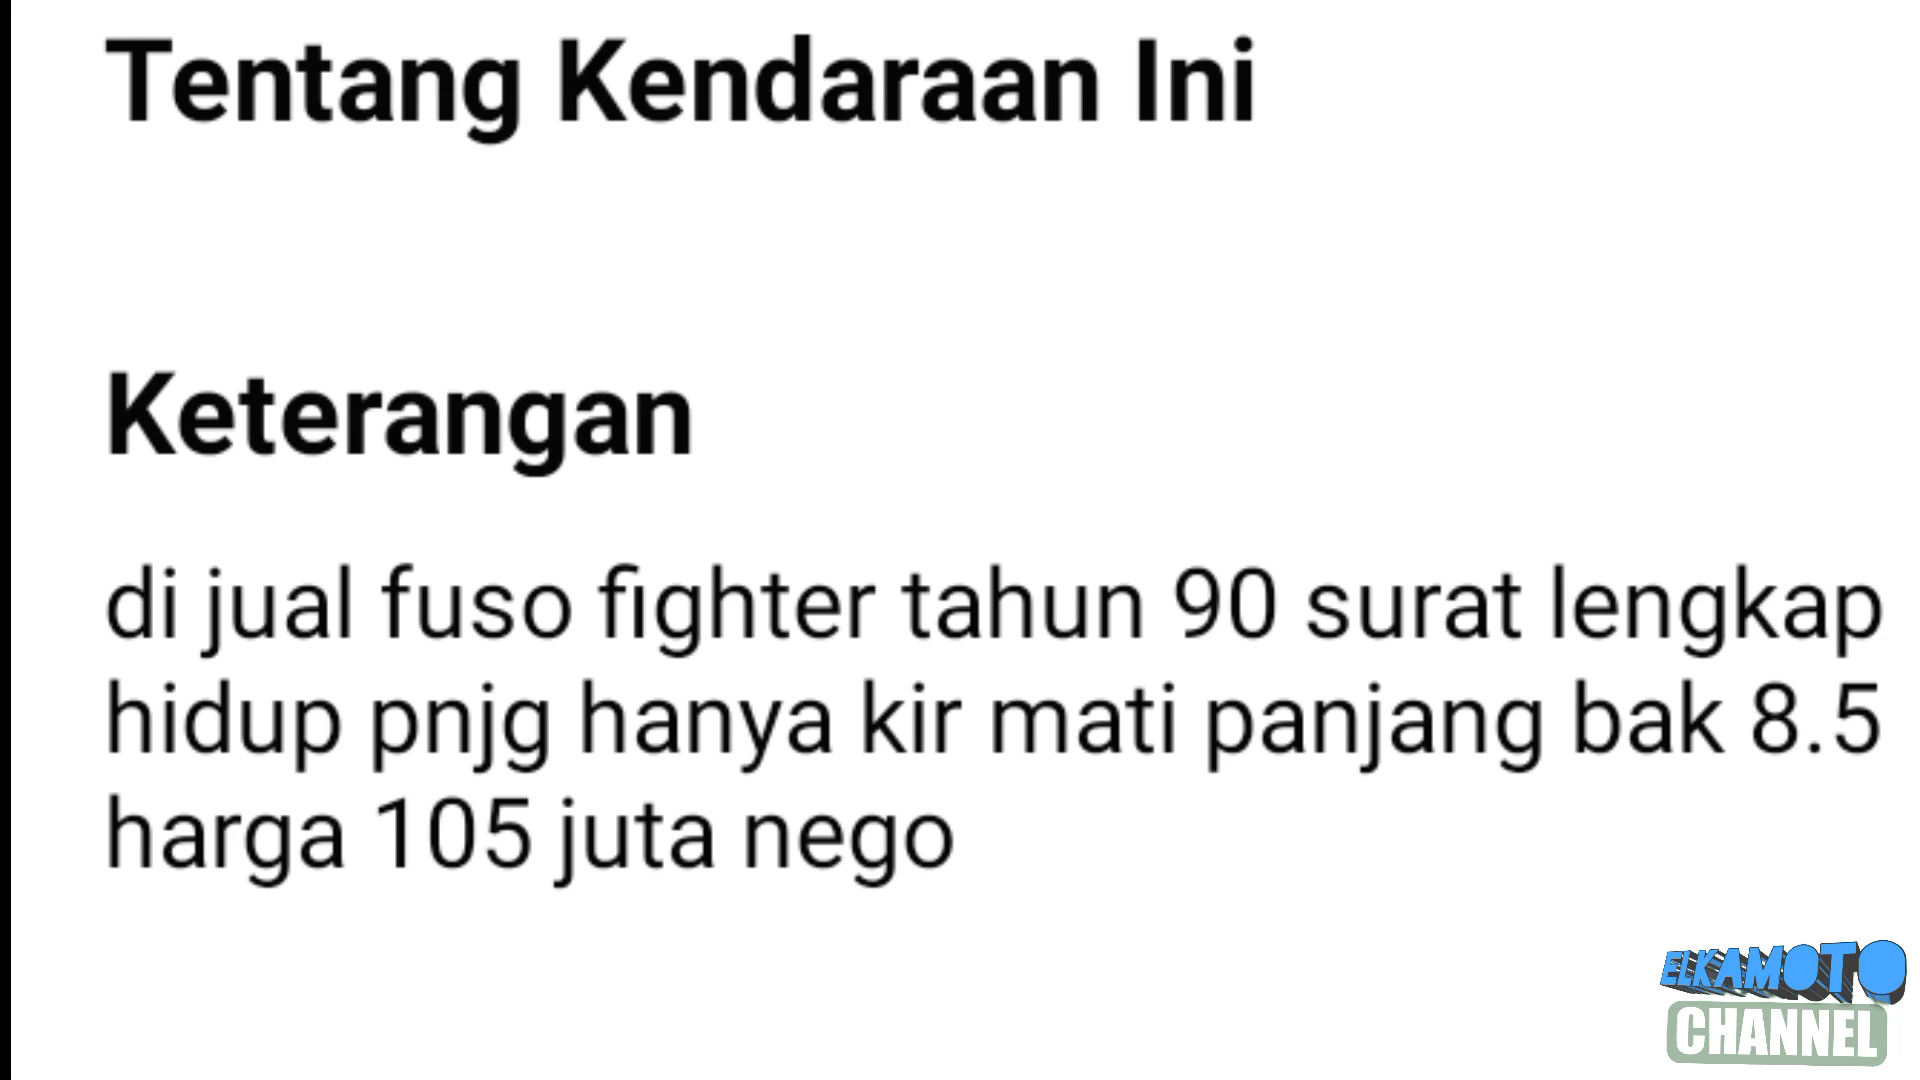 Tentang Kendaraan Ini
Keterangan
di jual fuso fighter tahun 90 surat lengkap
hidup pnjg hanya kir mati panjang bak 8.5
harga 105 juta nego
ELKAMOTO
CHANNEL